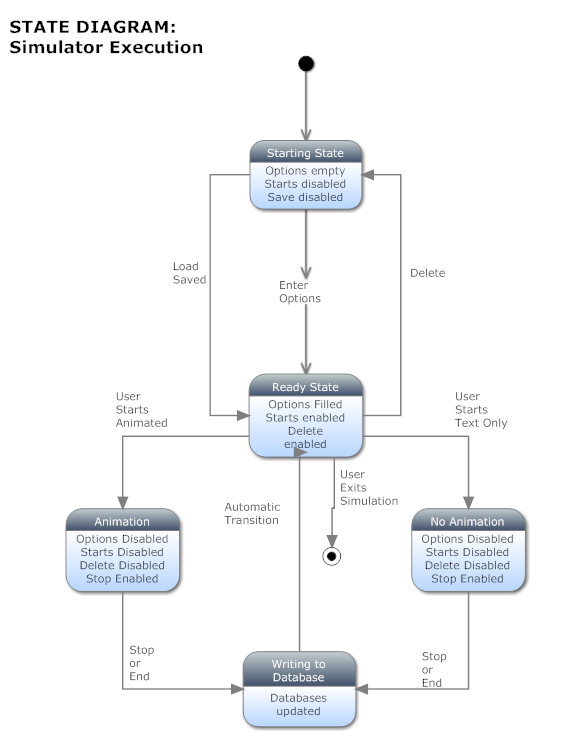 STATE DIAGRAM:
Simulator Execution
Starting State
Options empty
Starts disabled
Save disabled
Load
Saved
Enter
Options
Delete
Ready State
Options Filled
Starts enabled
Delete
enabled
User
Starts
Animated
User
Starts
Text Only
User
Exits
Simulation
Automatic
Transition
Animation
Options Disabled
Starts Disabled
Delete Disabled
Stop Enabled
No Animation
Options Disabled
Starts Disabled
Delete Disabled
Stop Enabled
Stop
or
End
Stop
or
End
Writing to
Database
Databases
updated